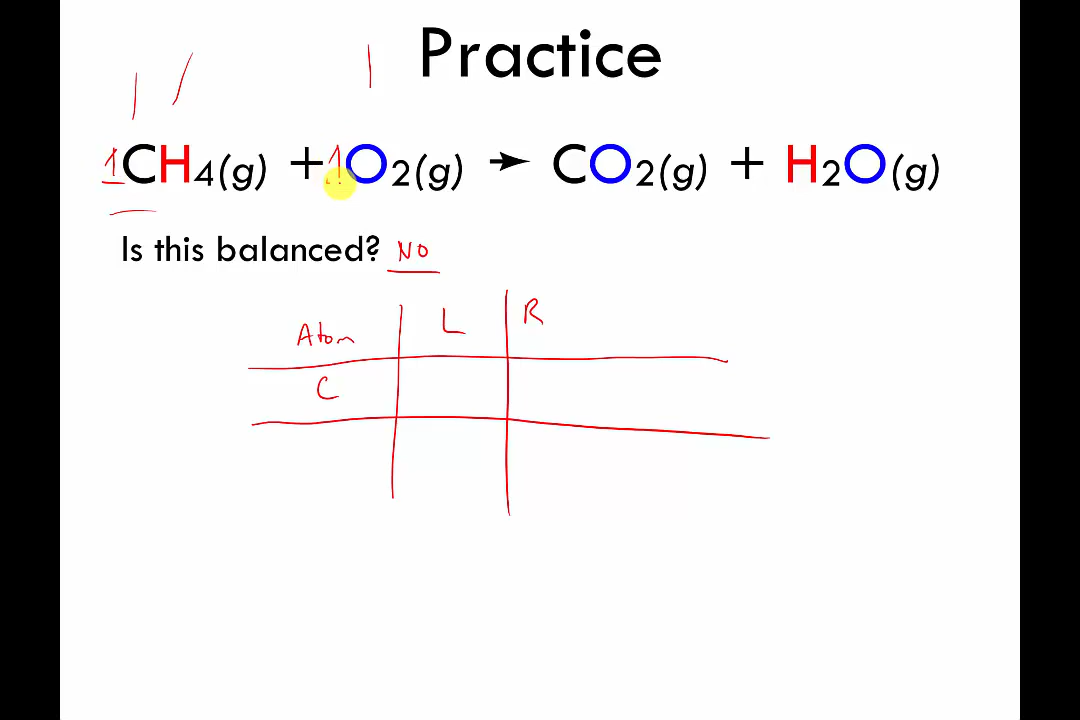 Practice
1CH4(g) + 1O2(g) → CO2(g) + H2O(g)
Is this balanced? NO
Atom L R
C